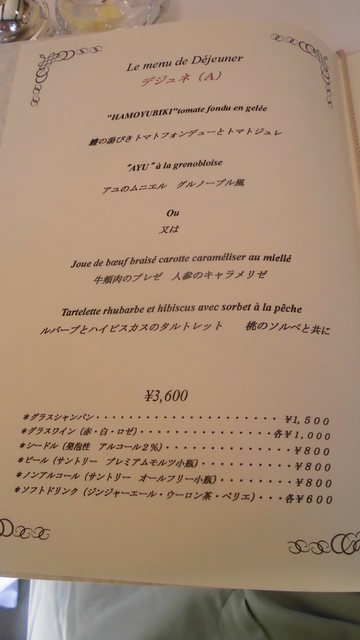 Le menu de Déjeuner
デジュネ（A）
“HAMOYUBIKI”tomate fondu en gelée
鱧の湯びきトマトフォンデューとトマトジュレ
“AYU” à la grenobloise
アユのムニエル　グルノーブル風
Ou
又は
Joue de bœuf braisé carotte caraméliser au miellé
牛頬肉のブレゼ　人参のキャラメリゼ
Tartelette rhubarbe et hibiscus avec sorbet à la pêche
ルバーブとハイビスカスのタルトレット　　桃のソルベと共に
¥3,600
＊グラスシャンパン・・・・・・・・・・・・・・・・・・・・・・・・￥１，５００
＊グラスワイン（赤・白・ロゼ）・・・・・・・・・・・・・・・・・各￥１，０００
＊シードル（発泡性　アルコール２％）・・・・・・・・・・・・・・・￥８００
＊ビール（サントリー　プレミアムモルツ小瓶）・・・・・・・・・・・￥８００
＊ノンアルコール（サントリー　オールフリー小瓶）・・・・・・・・・￥８００
＊ソフトドリンク（ジンジャーエール・ウーロン茶・ペリエ）・・・各￥６００